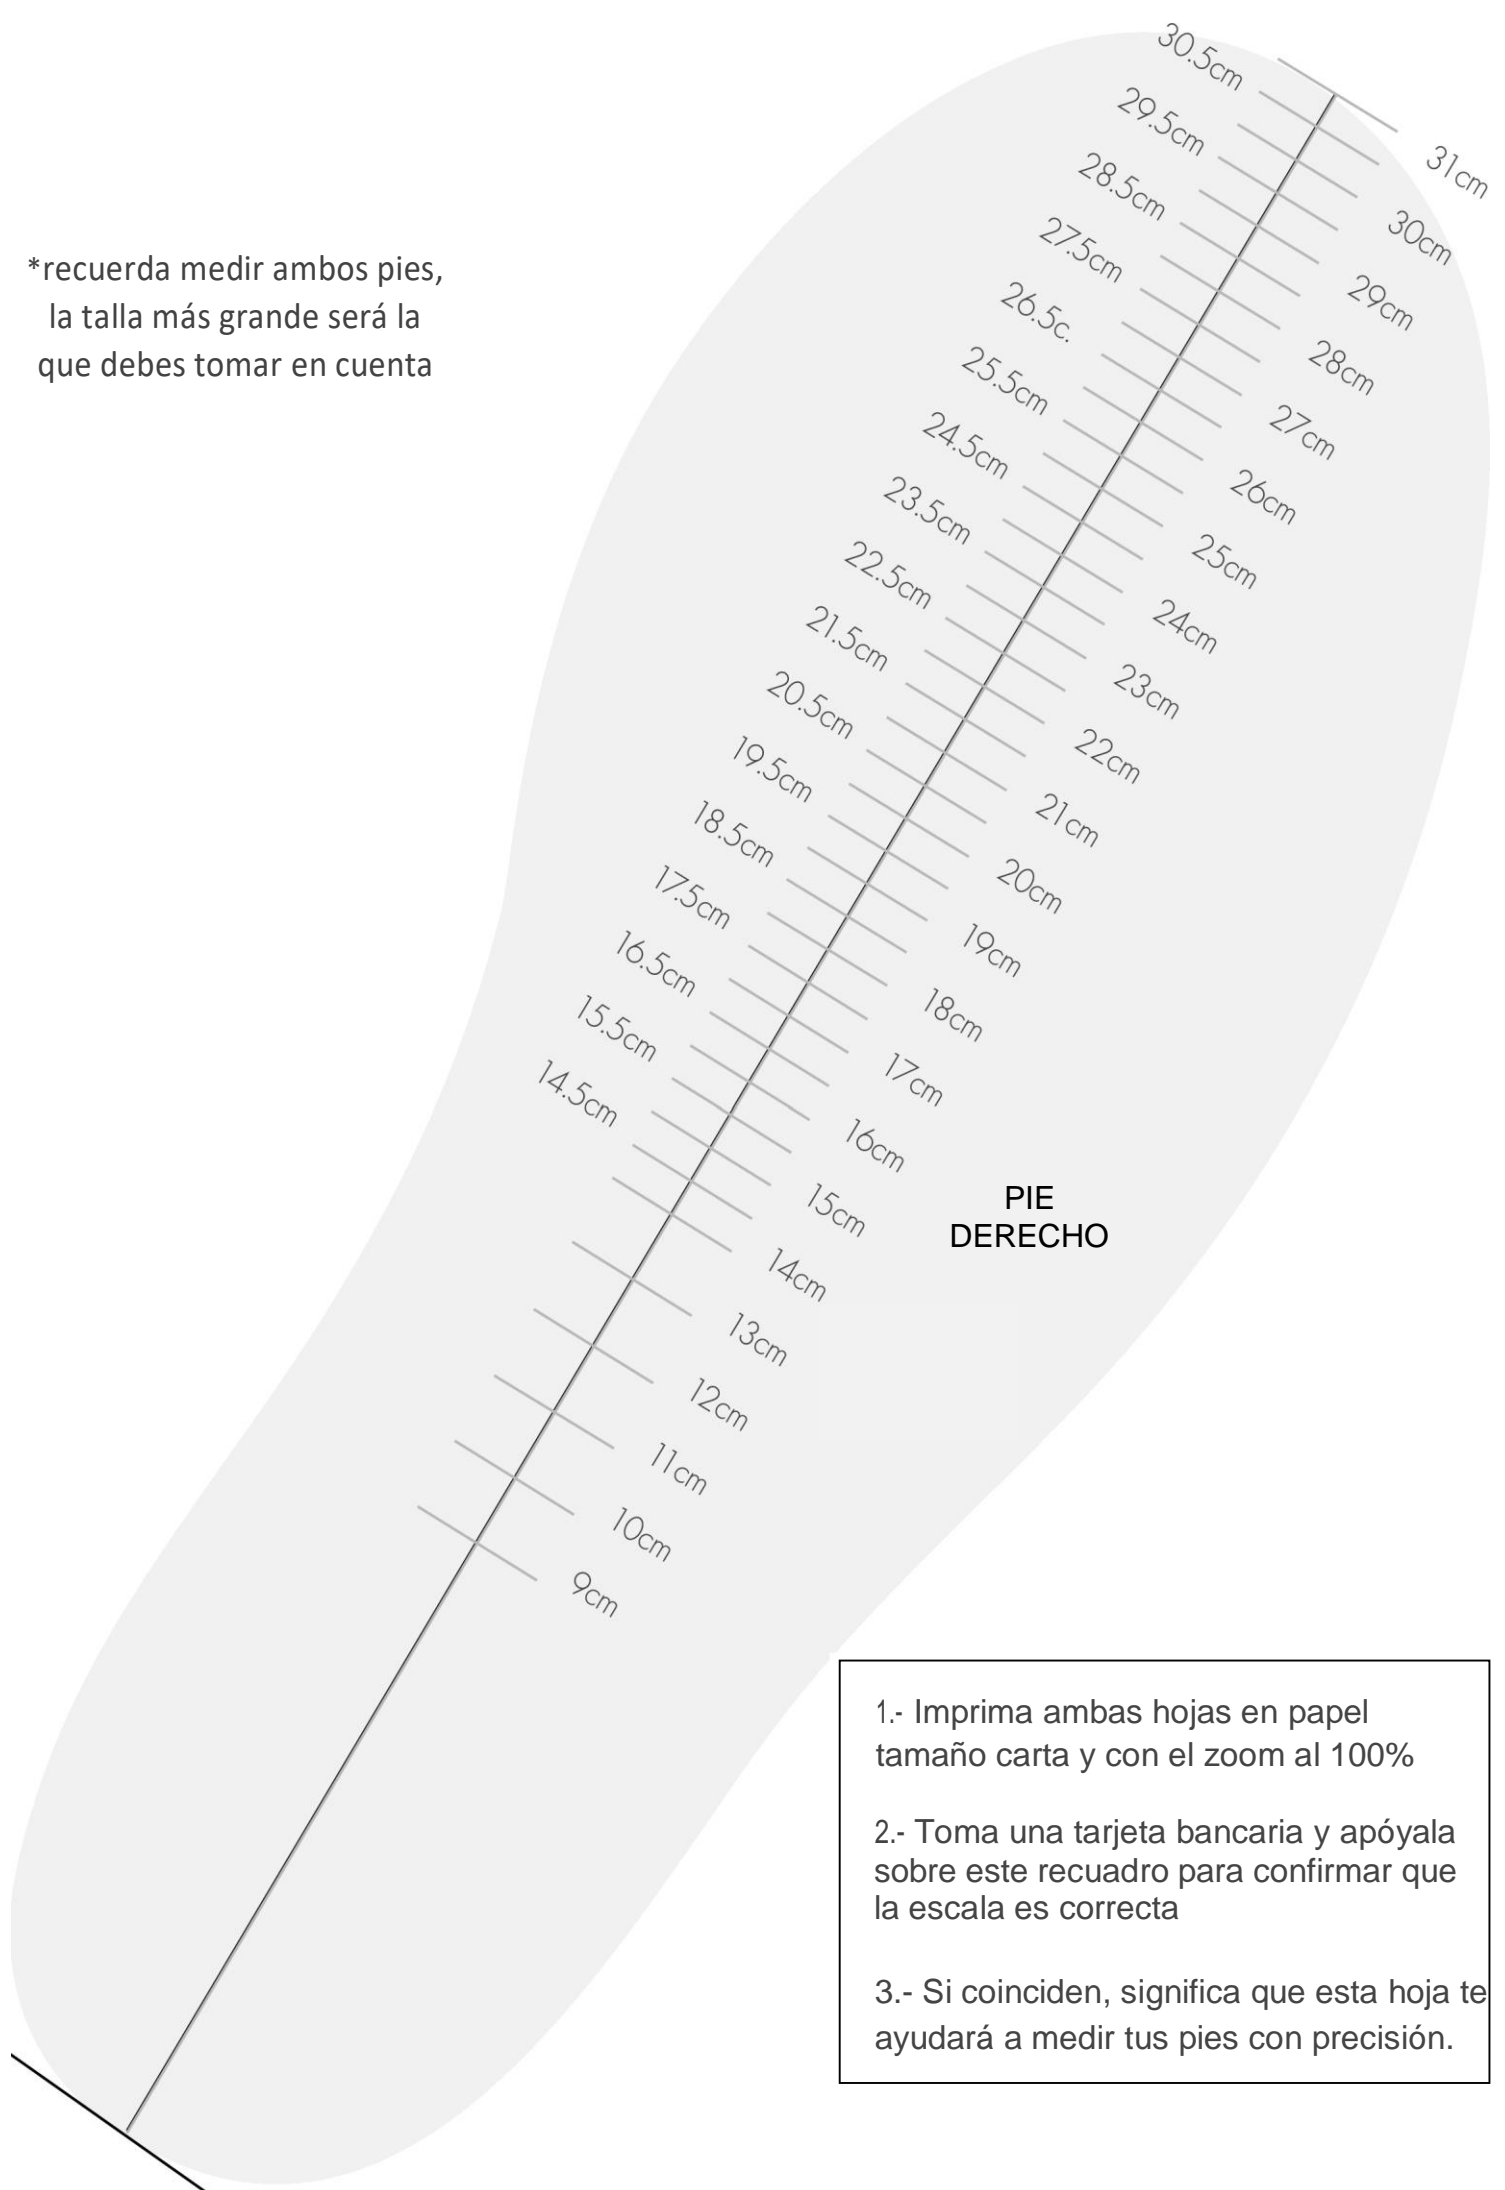 30.5cm
29.5cm
31cm
28.5cm
30cm
27.5cm
29cm
*recuerda medir ambos pies,
la talla más grande será la
que debes tomar en cuenta
26.5c.
28cm
25.5cm
27cm
24.5cm
26cm
23.5cm
25cm
22.5cm
24cm
21.5cm
23cm
20.5cm
22cm
19.5cm
21cm
18.5cm
20cm
17.5cm
19cm
16.5cm
18cm
15.5cm
17cm
14.5cm
16cm
15cm
PIE
DERECHO
14cm
13cm
12cm
11cm
10cm
9cm
1.- Imprima ambas hojas en papel
tamaño carta y con el zoom al 100%
2.- Toma una tarjeta bancaria y apóyala
sobre este recuadro para confirmar que
la escala es correcta
3.- Si coinciden, significa que esta hoja te
ayudará a medir tus pies con precisión.